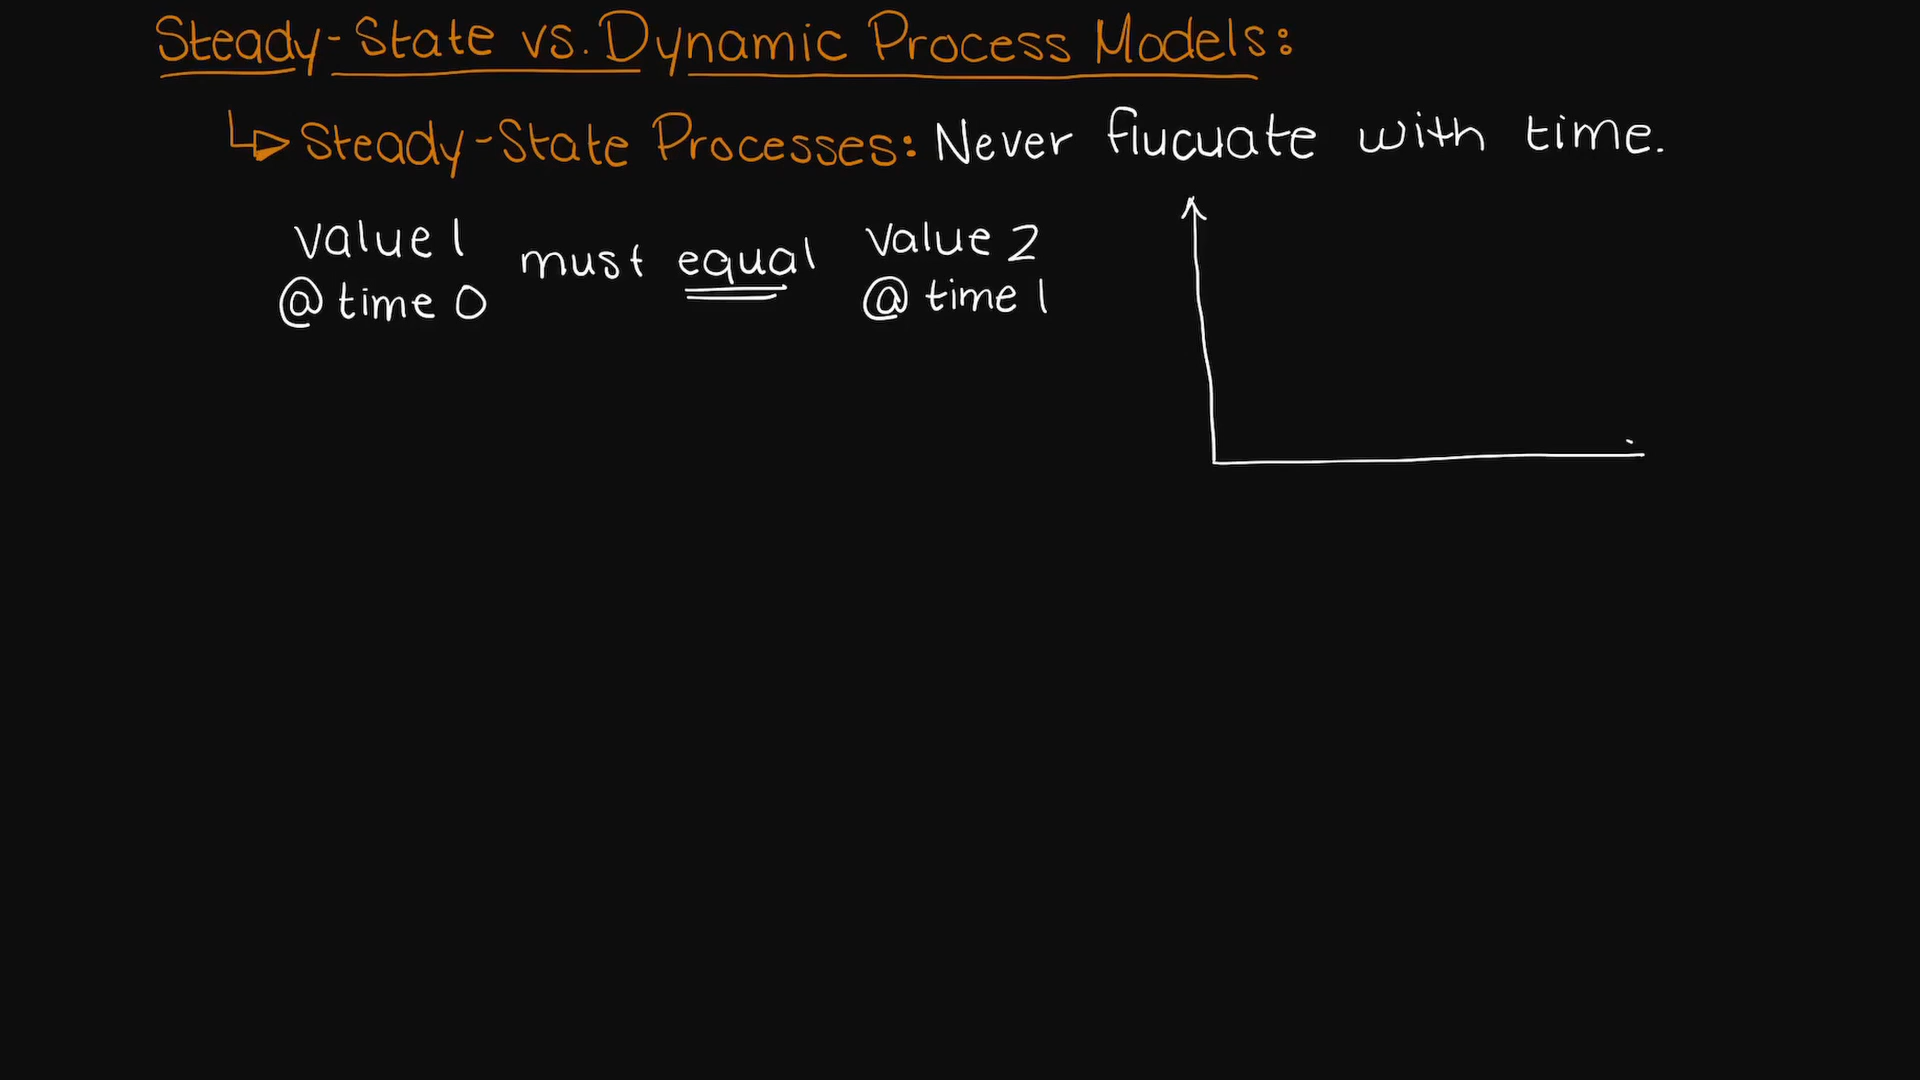 Steady-State vs. Dynamic Process Models:
Steady-State Processes: Never flucuate with time.
value 1 must equal value 2
@ time 0 @ time 1